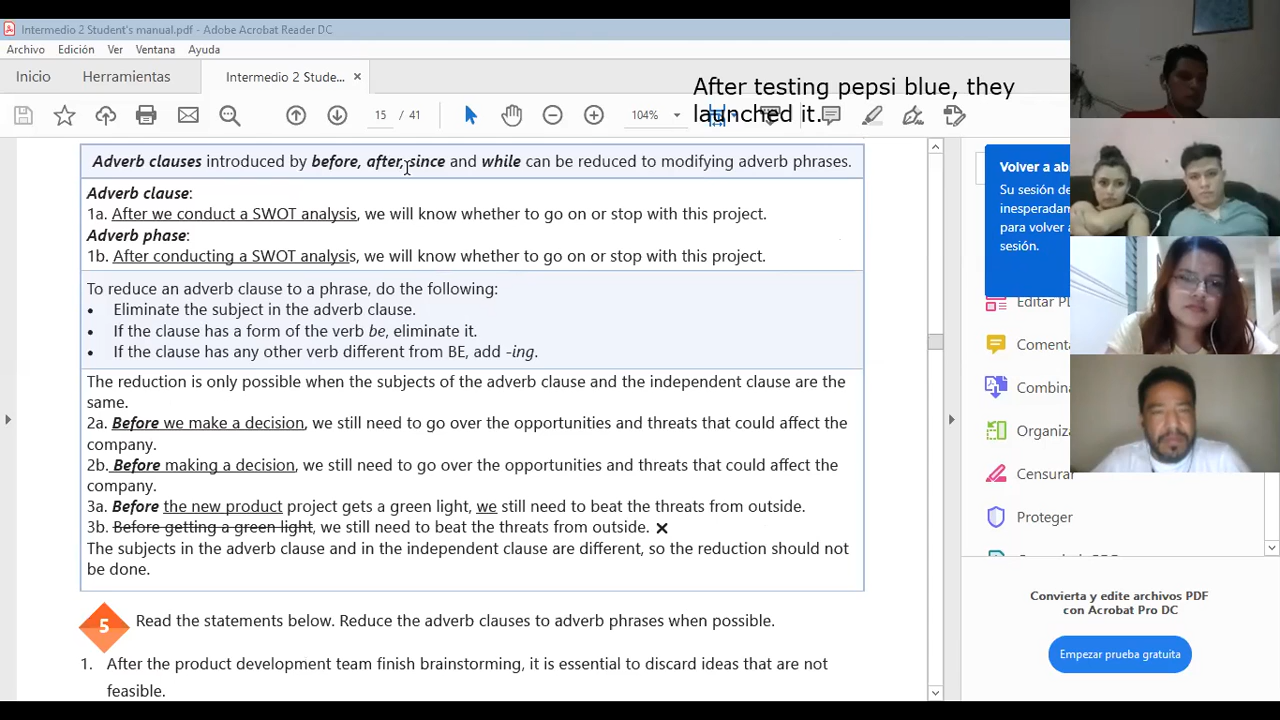 Intermedio 2 Student's manual.pdf - Adobe Acrobat Reader DC
Archivo Edición Ver Ventana Ayuda
Inicio Herramientas Intermedio 2 Stude... ×
After testing pepsi blue, they
launched it.
15 / 41 104%
Adverb clauses introduced by before, after, since and while can be reduced to modifying adverb phrases.
Adverb clause:
1a. After we conduct a SWOT analysis, we will know whether to go on or stop with this project.
Adverb phase:
1b. After conducting a SWOT analysis, we will know whether to go on or stop with this project.
To reduce an adverb clause to a phrase, do the following:
• Eliminate the subject in the adverb clause.
• If the clause has a form of the verb be, eliminate it.
• If the clause has any other verb different from BE, add -ing.
The reduction is only possible when the subjects of the adverb clause and the independent clause are the
same.
2a. Before we make a decision, we still need to go over the opportunities and threats that could affect the
company.
2b. Before making a decision, we still need to go over the opportunities and threats that could affect the
company.
3a. Before the new product project gets a green light, we still need to beat the threats from outside.
3b. Before getting a green light, we still need to beat the threats from outside. ×
The subjects in the adverb clause and in the independent clause are different, so the reduction should not
be done.
5 Read the statements below. Reduce the adverb clauses to adverb phrases when possible.
1. After the product development team finish brainstorming, it is essential to discard ideas that are not
feasible.
Volver a ab
Su sesión de
inesperadam
para volver a
sesión.
Editar PD
Comenta
Combina
Organiza
Censurar
Proteger
Convierta y edite archivos PDF
con Acrobat Pro DC
Empezar prueba gratuita